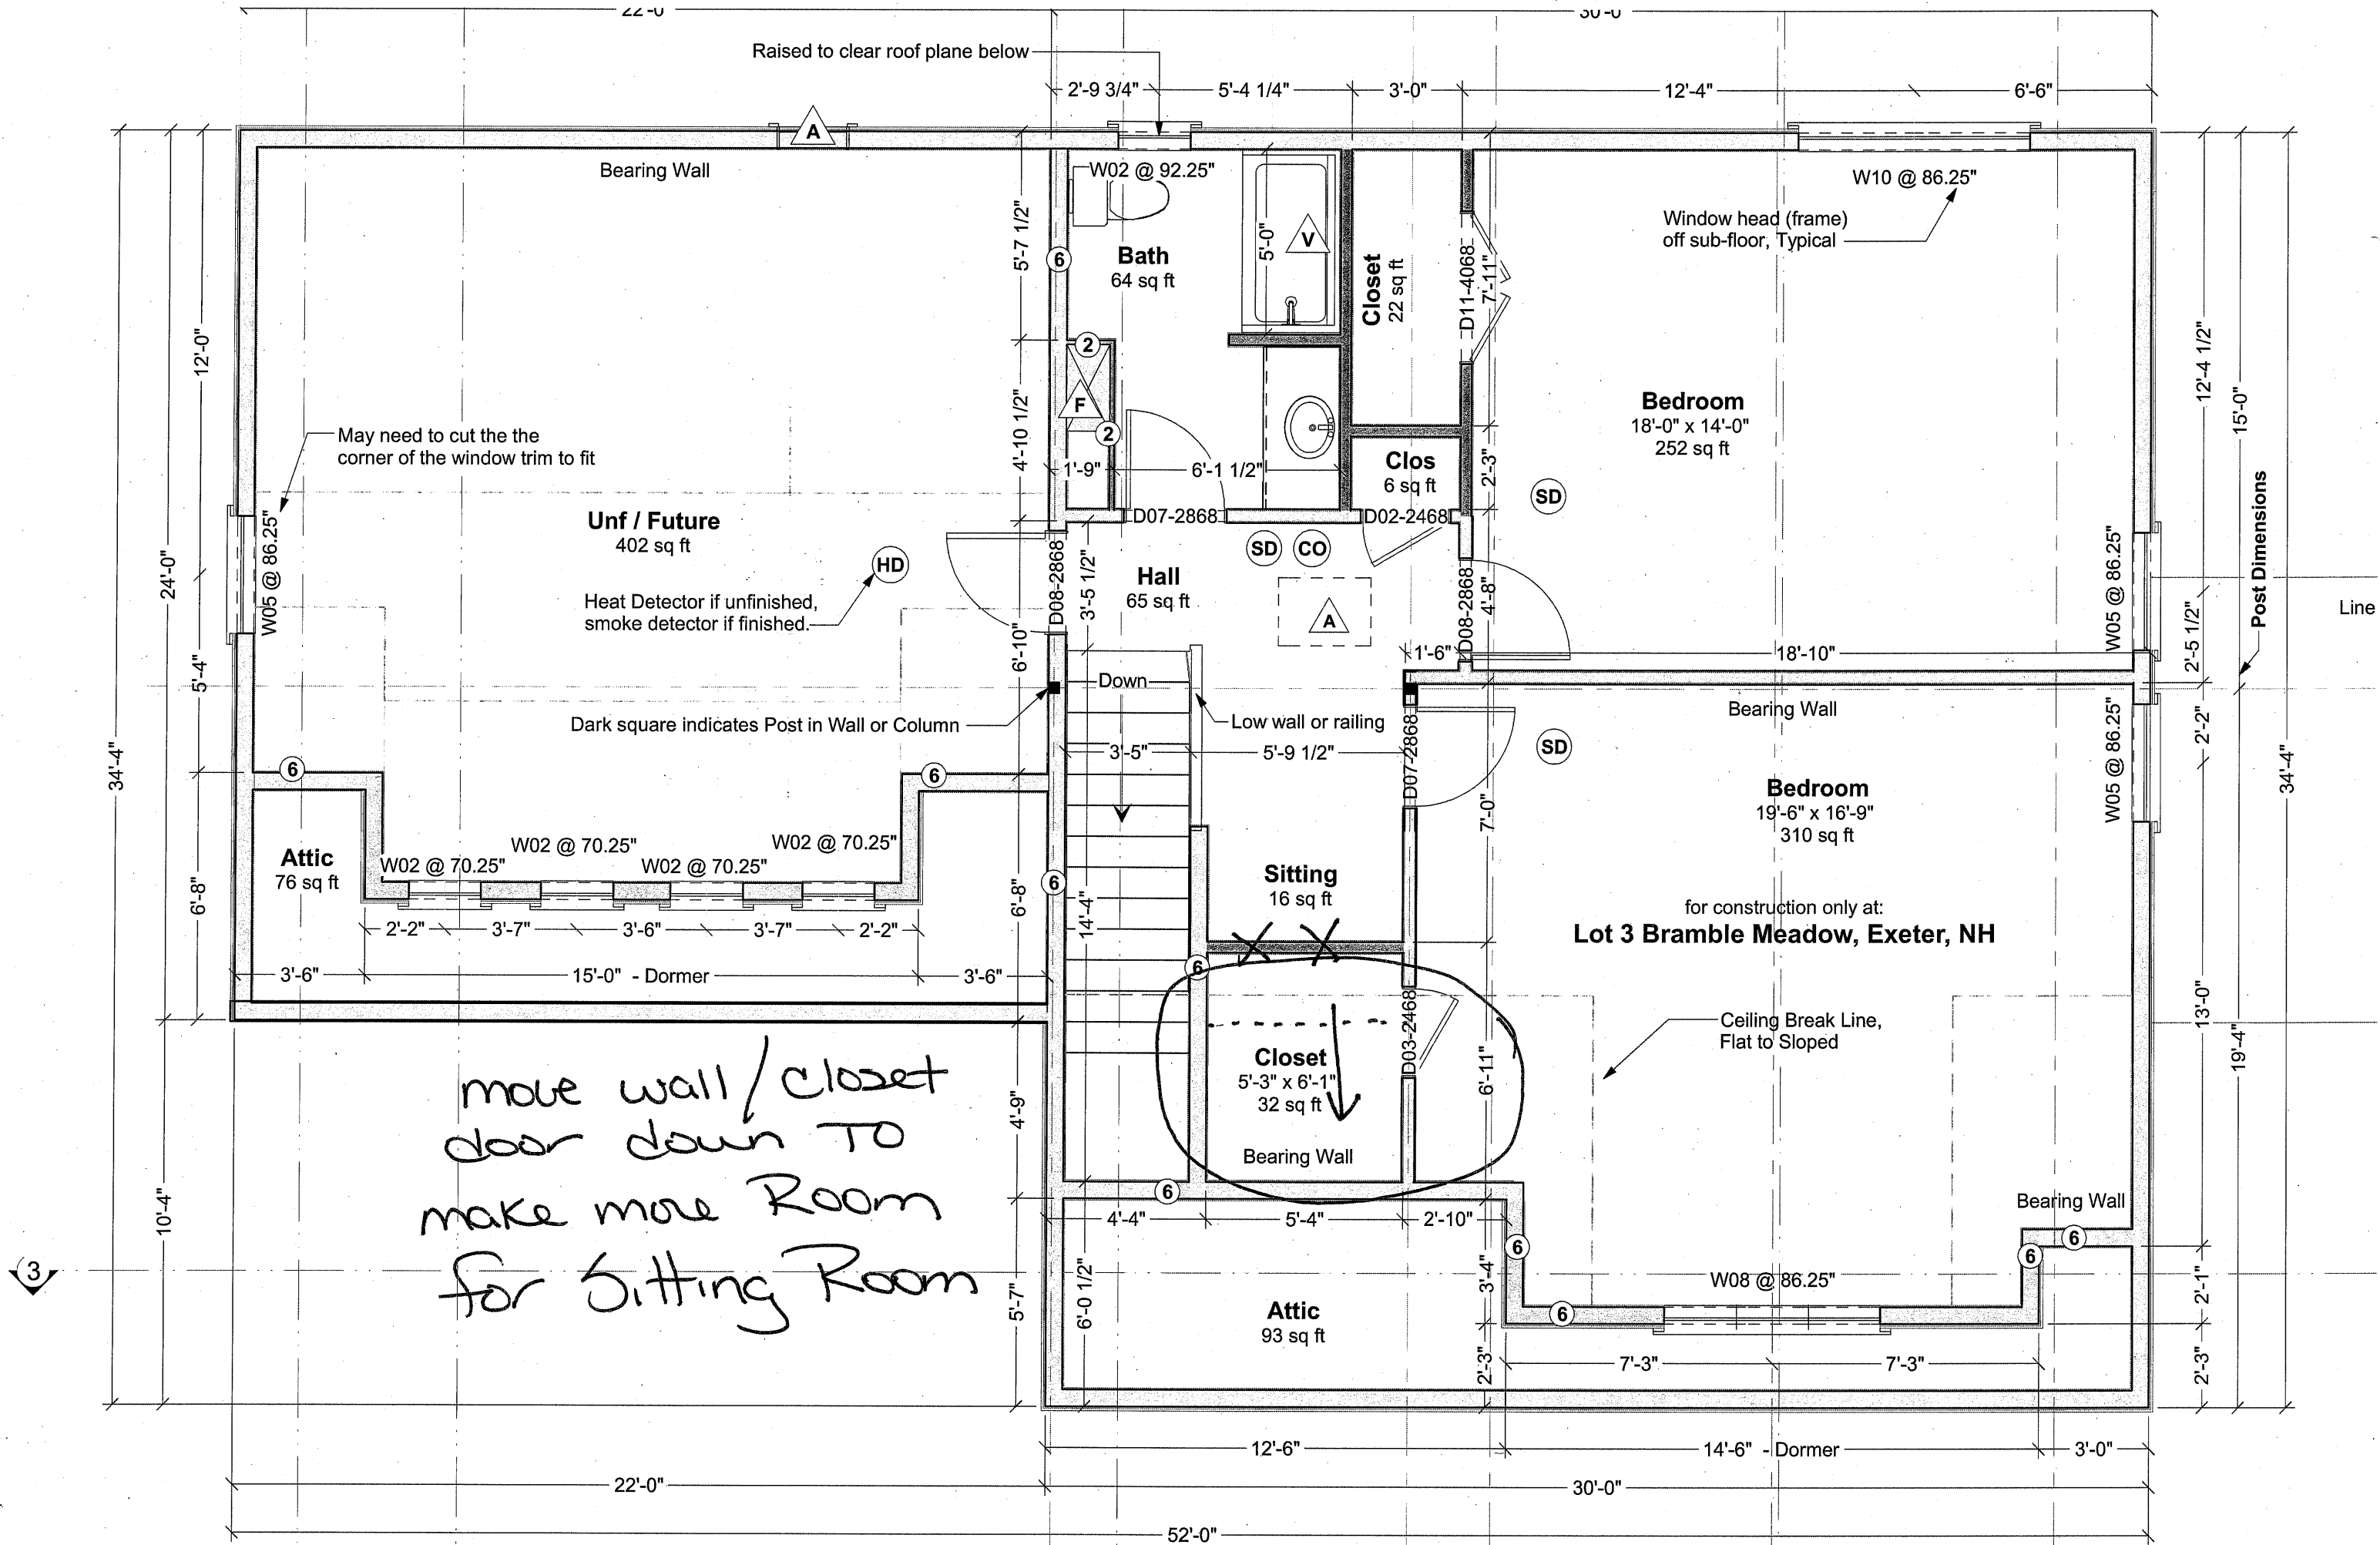 22'-0"
30'-0"
Raised to clear roof plane below
2'-9 3/4"
5'-4 1/4"
3'-0"
12'-4"
6'-6"
A
Bearing Wall
W02 @ 92.25"
W10 @ 86.25"
Window head (frame)
off sub-floor, Typical
5'-7 1/2"
6
Bath
64 sq ft
5'-0"
V
Closet
22 sq ft
D11-4068
7'-11"
12'-0"
24'-0"
34'-4"
May need to cut the the
corner of the window trim to fit
W05 @ 86.25"
2
F
2
4'-10 1/2"
1'-9"
6'-1 1/2"
Clos
6 sq ft
2'-3"
Bedroom
18'-0" x 14'-0"
252 sq ft
SD
12'-4 1/2"
15'-0"
Post Dimensions
34'-4"
Line
Unf / Future
402 sq ft
HD
Heat Detector if unfinished,
smoke detector if finished.
D07-2868
D02-2468
SD
CO
D08-2868
3'-5 1/2"
Hall
65 sq ft
A
D08-2868
4'-8"
W05 @ 86.25"
2'-5 1/2"
5'-4"
6'-10"
1'-6"
18'-10"
Down
Dark square indicates Post in Wall or Column
Low wall or railing
3'-5"
5'-9 1/2"
D07-2868
SD
Bearing Wall
W05 @ 86.25"
2'-2"
6
6
Bedroom
19'-6" x 16'-9"
310 sq ft
7'-0"
Attic
76 sq ft
W02 @ 70.25"
W02 @ 70.25"
W02 @ 70.25"
W02 @ 70.25"
6'-8"
6'-8"
6
14'-4"
Sitting
16 sq ft
for construction only at:
Lot 3 Bramble Meadow, Exeter, NH
2'-2"
3'-7"
3'-6"
3'-7"
2'-2"
3'-6"
15'-0" - Dormer
3'-6"
6
D03-2468
Ceiling Break Line,
Flat to Sloped
13'-0"
19'-4"
Closet
5'-3" x 6'-1"
32 sq ft
6'-11"
Bearing Wall
move wall / closet
door down TO
make more Room
for Sitting Room
4'-9"
10'-4"
6
4'-4"
5'-4"
2'-10"
Bearing Wall
6
6
6
3
5'-7"
6'-0 1/2"
3'-4"
W08 @ 86.25"
2'-1"
6
Attic
93 sq ft
2'-3"
7'-3"
7'-3"
2'-3"
12'-6"
14'-6" - Dormer
3'-0"
22'-0"
30'-0"
52'-0"